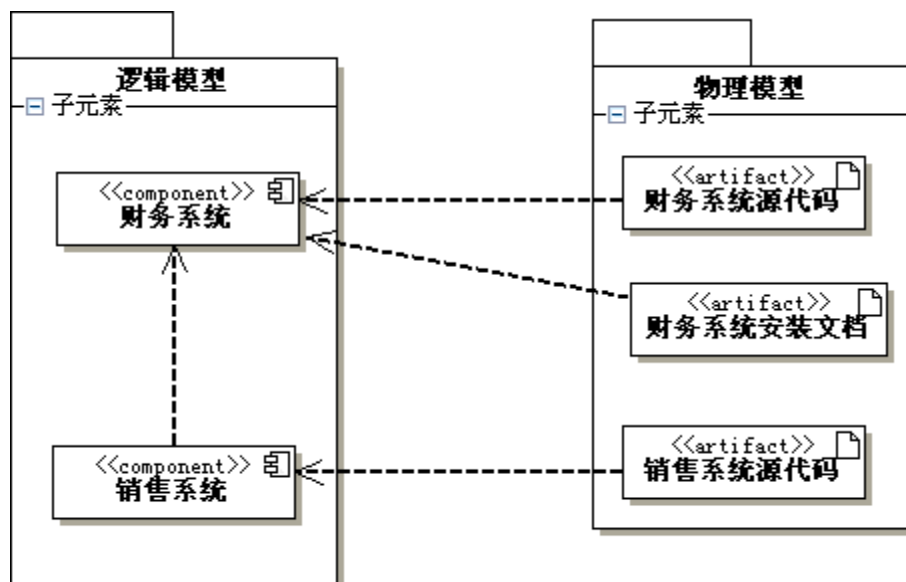 逻辑模型
子元素
<<component>>
财务系统
<<component>>
销售系统
物理模型
子元素
<<artifact>>
财务系统源代码
<<artifact>>
财务系统安装文档
<<artifact>>
销售系统源代码